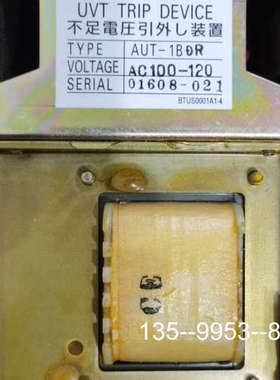 UVT TRIP DEVICE
不足電圧引外し装置
TYPE AUT-1BDR
VOLTAGE AC100-120
SERIAL 01608-021
BTUS0001A1-4
135--9953--8